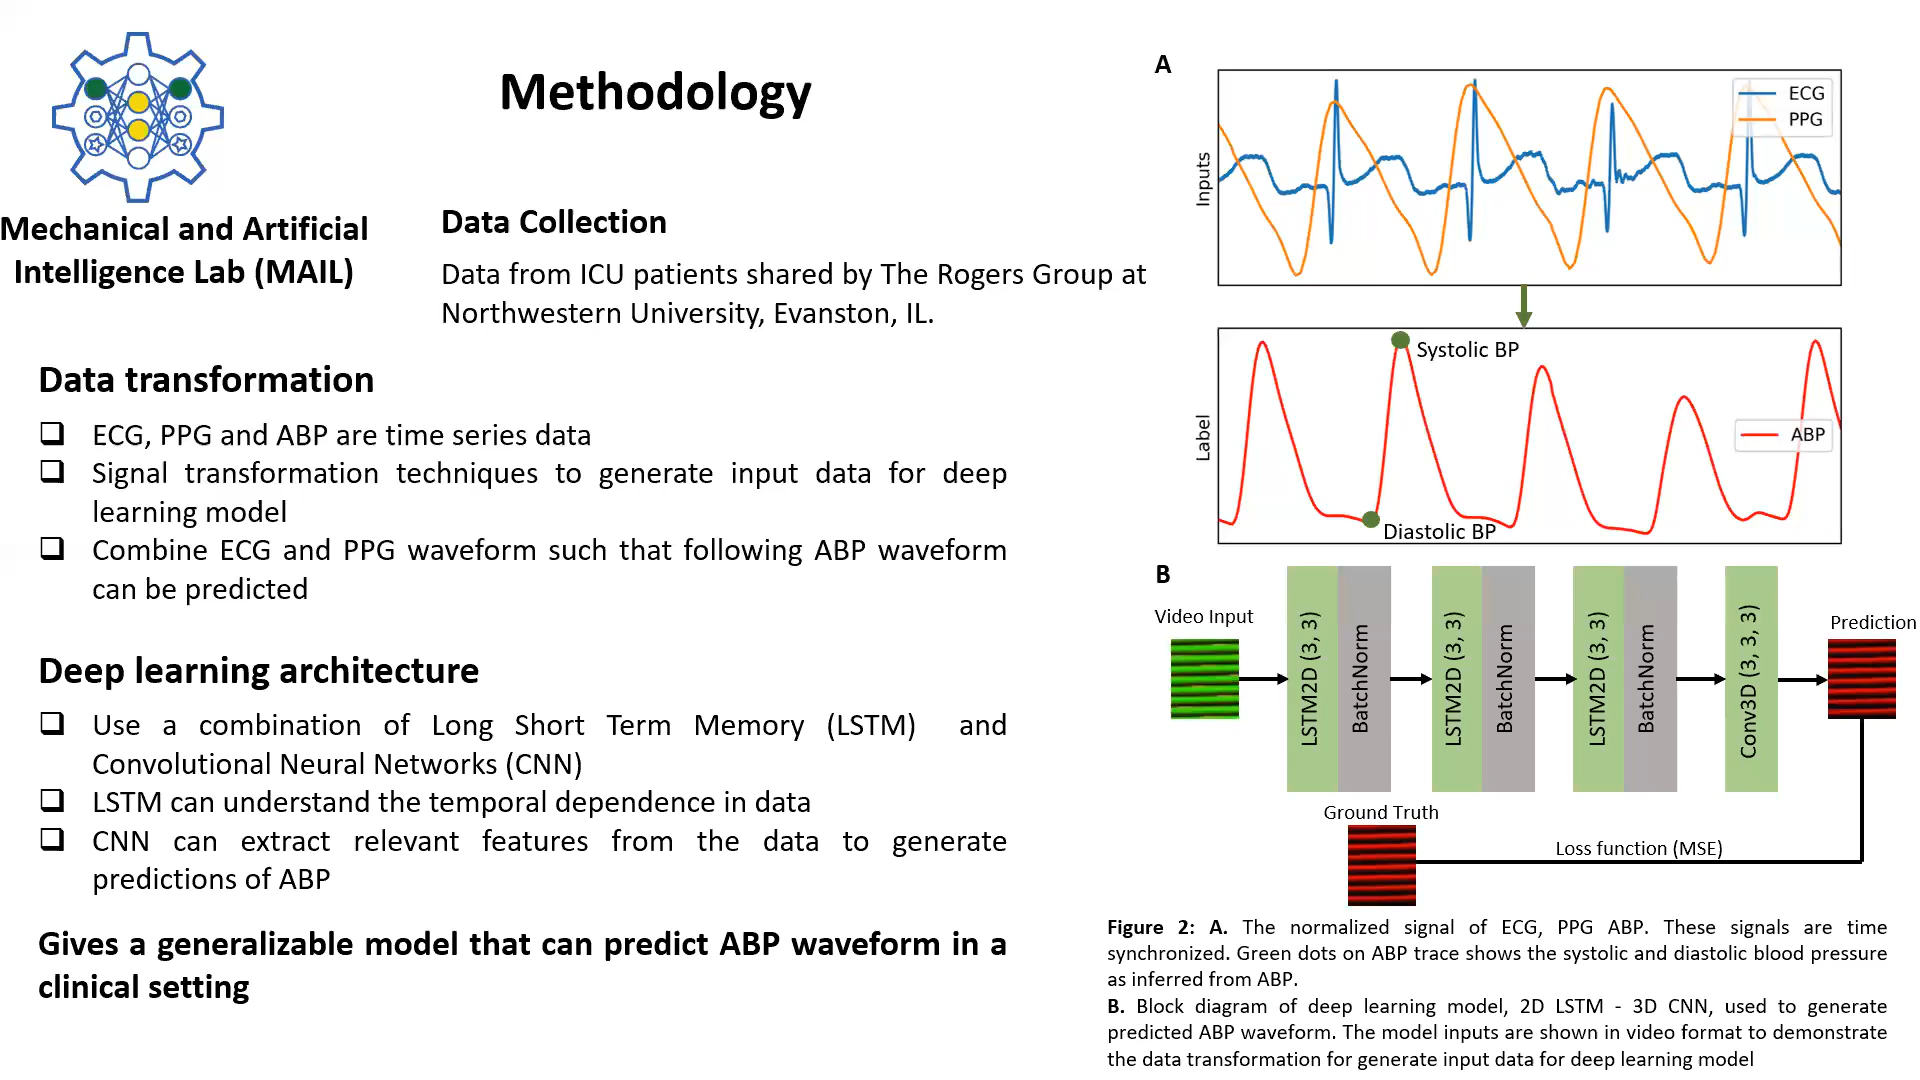 Methodology
Mechanical and Artificial
Intelligence Lab (MAIL)
Data Collection
Data from ICU patients shared by The Rogers Group at
Northwestern University, Evanston, IL.
Data transformation
❑ ECG, PPG and ABP are time series data
❑ Signal transformation techniques to generate input data for deep
learning model
❑ Combine ECG and PPG waveform such that following ABP waveform
can be predicted
Deep learning architecture
❑ Use a combination of Long Short Term Memory (LSTM) and
Convolutional Neural Networks (CNN)
❑ LSTM can understand the temporal dependence in data
❑ CNN can extract relevant features from the data to generate
predictions of ABP
Gives a generalizable model that can predict ABP waveform in a
clinical setting
A
Inputs
ECG
PPG
Label
Systolic BP
Diastolic BP
ABP
B
Video Input
LSTM2D (3, 3)
BatchNorm
LSTM2D (3, 3)
BatchNorm
LSTM2D (3, 3)
BatchNorm
Conv3D (3, 3, 3)
Prediction
Ground Truth
Loss function (MSE)
Figure 2: A. The normalized signal of ECG, PPG ABP. These signals are time
synchronized. Green dots on ABP trace shows the systolic and diastolic blood pressure
as inferred from ABP.
B. Block diagram of deep learning model, 2D LSTM - 3D CNN, used to generate
predicted ABP waveform. The model inputs are shown in video format to demonstrate
the data transformation for generate input data for deep learning model